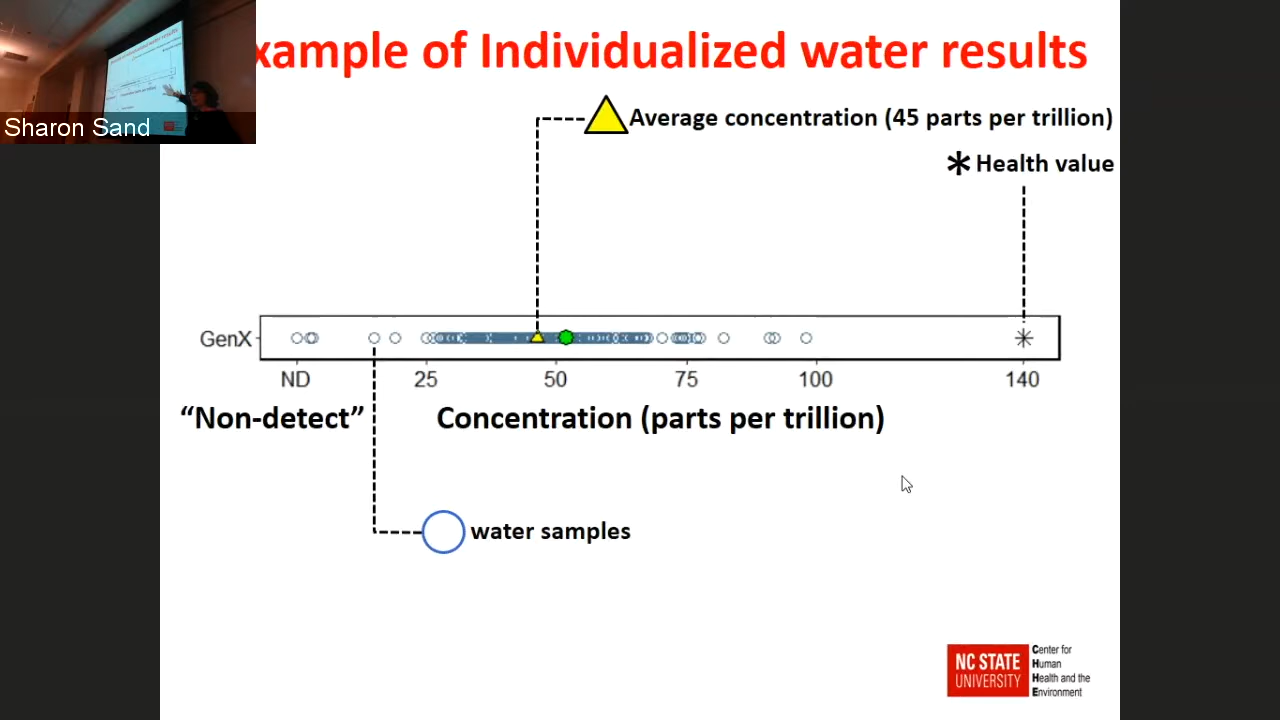 xample of Individualized water results
Sharon Sand
Average concentration (45 parts per trillion)
* Health value
GenX
ND 25 50 75 100 140
“Non-detect” Concentration (parts per trillion)
water samples
NC STATE
UNIVERSITY
Center for
Human
Health and the
Environment